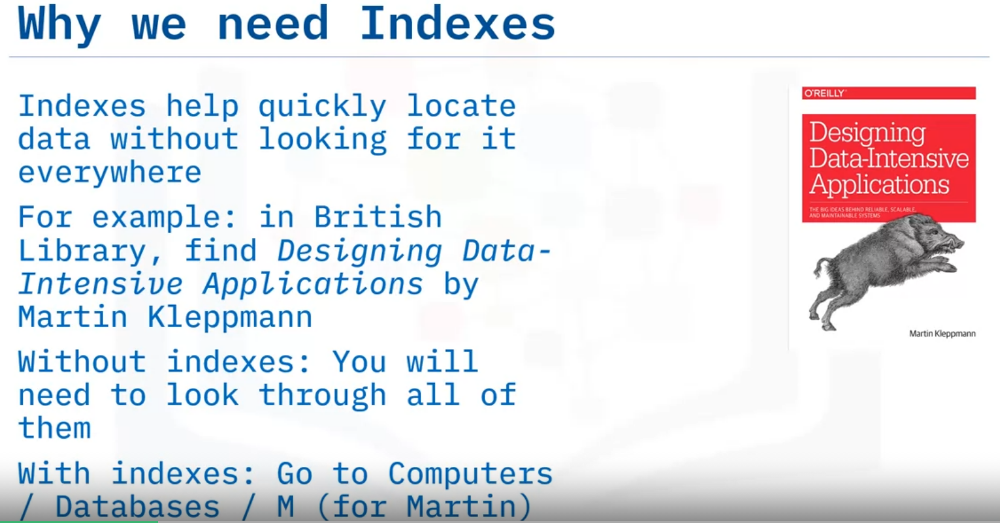 Why we need Indexes
Indexes help quickly locate
data without looking for it
everywhere
For example: in British
Library, find Designing Data-
Intensive Applications by
Martin Kleppmann
Without indexes: You will
need to look through all of
them
With indexes: Go to Computers
/ Databases / M (for Martin)
O'REILLY
Designing
Data-Intensive
Applications
THE BIG IDEAS BEHIND RELIABLE, SCALABLE,
AND MAINTAINABLE SYSTEMS
Martin Kleppmann